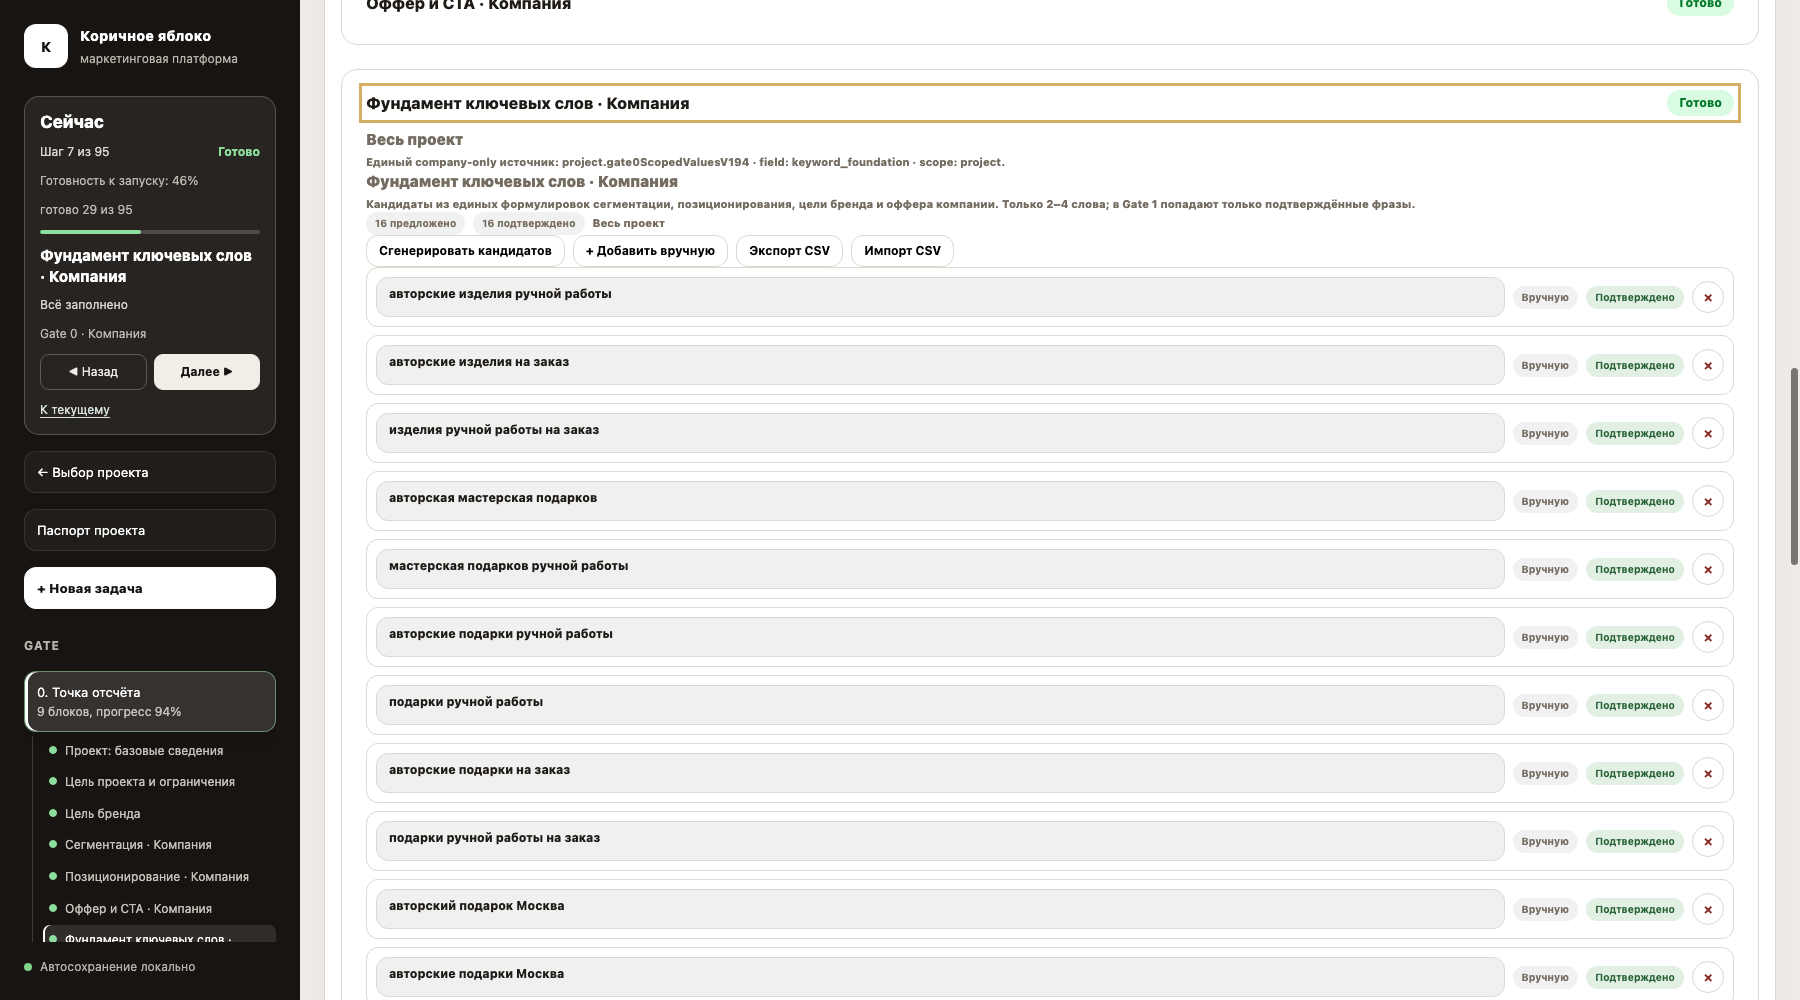 К
Коричное яблоко
маркетинговая платформа
Сейчас
Шаг 7 из 95
Готово
Готовность к запуску: 46%
готово 29 из 95
Фундамент ключевых слов
· Компания
Всё заполнено
Gate 0 · Компания
◀ Назад
Далее ▶
К текущему
← Выбор проекта
Паспорт проекта
+ Новая задача
GATE
0. Точка отсчёта
9 блоков, прогресс 94%
Проект: базовые сведения
Цель проекта и ограничения
Цель бренда
Сегментация · Компания
Позиционирование · Компания
Оффер и CTA · Компания
Фундамент ключевых слов ·
Автосохранение локально
Оффер и CTA · Компания
Готово
Фундамент ключевых слов · Компания
Готово
Весь проект
Единый company-only источник: project.gate0ScopedValuesV194 · field: keyword_foundation · scope: project.
Фундамент ключевых слов · Компания
Кандидаты из единых формулировок сегментации, позиционирования, цели бренда и оффера компании. Только 2–4 слова; в Gate 1 попадают только подтверждённые фразы.
16 предложено
16 подтверждено
Весь проект
Сгенерировать кандидатов
+ Добавить вручную
Экспорт CSV
Импорт CSV
авторские изделия ручной работы
Вручную
Подтверждено
×
авторские изделия на заказ
Вручную
Подтверждено
×
изделия ручной работы на заказ
Вручную
Подтверждено
×
авторская мастерская подарков
Вручную
Подтверждено
×
мастерская подарков ручной работы
Вручную
Подтверждено
×
авторские подарки ручной работы
Вручную
Подтверждено
×
подарки ручной работы
Вручную
Подтверждено
×
авторские подарки на заказ
Вручную
Подтверждено
×
подарки ручной работы на заказ
Вручную
Подтверждено
×
авторский подарок Москва
Вручную
Подтверждено
×
авторские подарки Москва
Вручную
Подтверждено
×